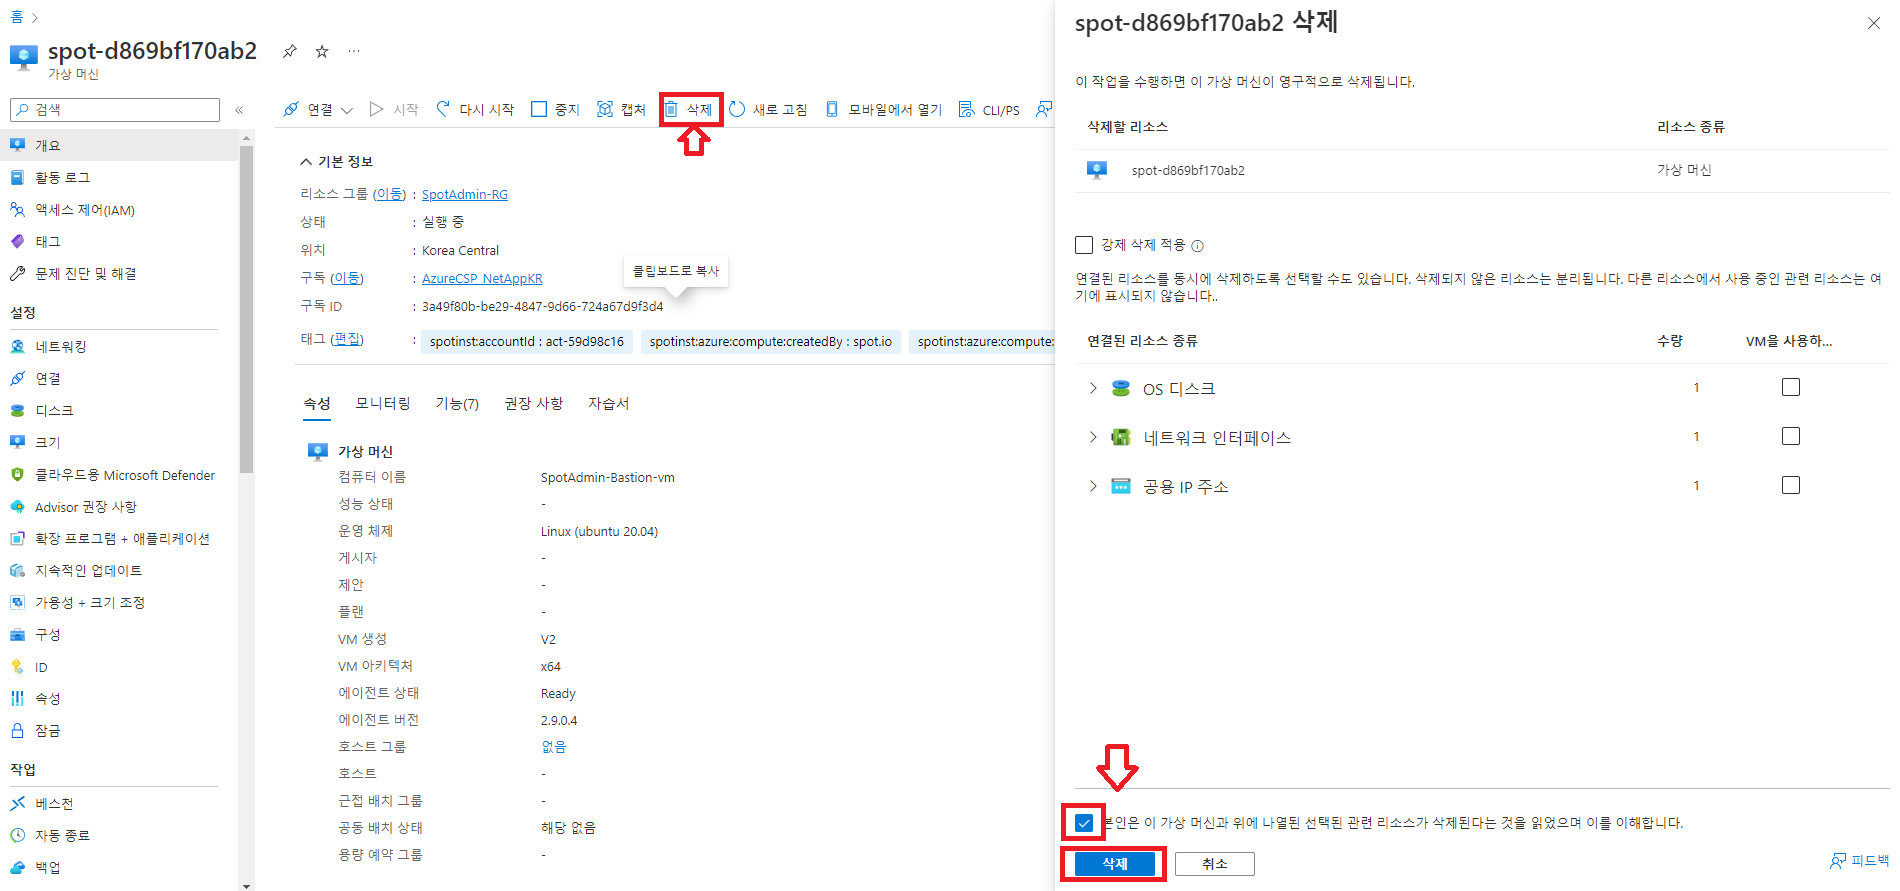 홈
spot-d869bf170ab2
가상 머신
검색
개요
활동 로그
액세스 제어(IAM)
태그
문제 진단 및 해결
설정
네트워킹
연결
디스크
크기
클라우드용 Microsoft Defender
Advisor 권장 사항
확장 프로그램 + 애플리케이션
지속적인 업데이트
가용성 + 크기 조정
구성
ID
속성
잠금
작업
베스천
자동 종료
백업
연결 시작 다시 시작 중지 캡처 삭제 새로 고침 모바일에서 열기 CLI/PS
기본 정보
리소스 그룹 (이동) : SpotAdmin-RG
상태 : 실행 중
위치 : Korea Central
구독 (이동) : AzureCSP_NetAppKR
구독 ID : 3a49f80b-be29-4847-9d66-724a67d9f3d4
클립보드로 복사
태그 (편집) : spotinst:accountId : act-59d98c16 spotinst:azure:compute:createdBy : spot.io spotinst:azure:compute:
속성 모니터링 기능(7) 권장 사항 자습서
가상 머신
컴퓨터 이름 SpotAdmin-Bastion-vm
성능 상태 -
운영 체제 Linux (ubuntu 20.04)
게시자 -
제안 -
플랜 -
VM 생성 V2
VM 아키텍처 x64
에이전트 상태 Ready
에이전트 버전 2.9.0.4
호스트 그룹 없음
호스트 -
근접 배치 그룹 -
공동 배치 상태 해당 없음
용량 예약 그룹 -
spot-d869bf170ab2 삭제
이 작업을 수행하면 이 가상 머신이 영구적으로 삭제됩니다.
삭제할 리소스 리소스 종류
spot-d869bf170ab2 가상 머신
강제 삭제 적용
연결된 리소스를 동시에 삭제하도록 선택할 수도 있습니다. 삭제되지 않은 리소스는 분리됩니다. 다른 리소스에서 사용 중인 관련 리소스는 여
기에 표시되지 않습니다..
연결된 리소스 종류 수량 VM을 사용하...
OS 디스크 1
네트워크 인터페이스 1
공용 IP 주소 1
본인은 이 가상 머신과 위에 나열된 선택된 관련 리소스가 삭제된다는 것을 읽었으며 이를 이해합니다.
삭제 취소
피드백